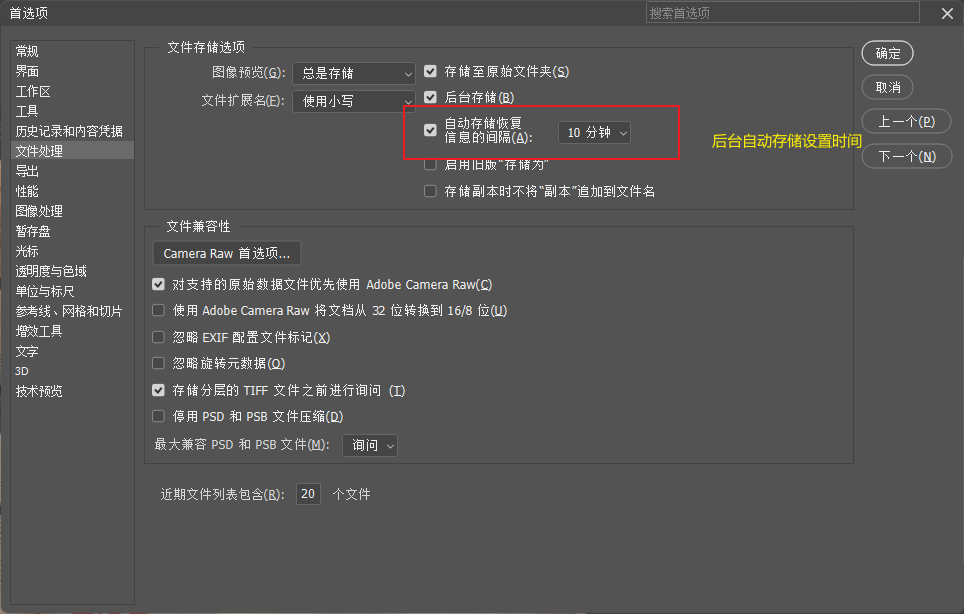 首选项
搜索首选项
常规
界面
工作区
工具
历史记录和内容凭据
文件处理
导出
性能
图像处理
暂存盘
光标
透明度与色域
单位与标尺
参考线、网格和切片
增效工具
文字
3D
技术预览
文件存储选项
图像预览(G): 总是存储
文件扩展名(E): 使用小写
存储至原始文件夹(S)
后台存储(B)
自动存储恢复
信息的间隔(A): 10 分钟
启用旧版“存储为”
存储副本时不将“副本”追加到文件名
后台自动存储设置时间
文件兼容性
Camera Raw 首选项...
对支持的原始数据文件优先使用 Adobe Camera Raw(C)
使用 Adobe Camera Raw 将文档从 32 位转换到 16/8 位(U)
忽略 EXIF 配置文件标记(X)
忽略旋转元数据(O)
存储分层的 TIFF 文件之前进行询问 (T)
停用 PSD 和 PSB 文件压缩(D)
最大兼容 PSD 和 PSB 文件(M): 询问
近期文件列表包含(R): 20 个文件
确定
取消
上一个(P)
下一个(N)